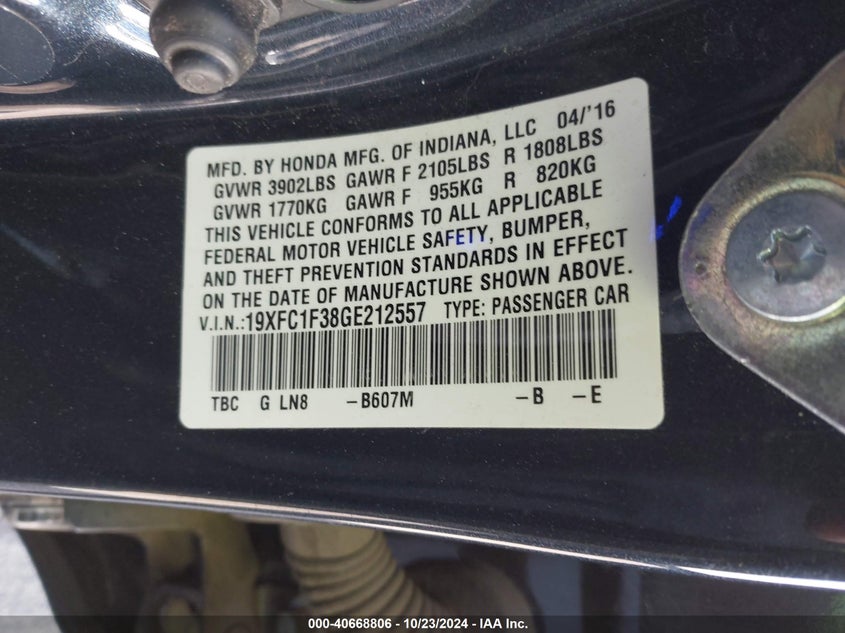 MFD. BY HONDA MFG. OF INDIANA, LLC 04/'16
GVWR 3902LBS GAWR F 2105LBS R 1808LBS
GVWR 1770KG GAWR F 955KG R 820KG
THIS VEHICLE CONFORMS TO ALL APPLICABLE
FEDERAL MOTOR VEHICLE SAFETY, BUMPER,
AND THEFT PREVENTION STANDARDS IN EFFECT
ON THE DATE OF MANUFACTURE SHOWN ABOVE.
V.I.N.:19XFC1F38GE212557 TYPE: PASSENGER CAR
TBC G LN8 -B607M -B -E
000-40668806 - 10/23/2024 - IAA Inc.